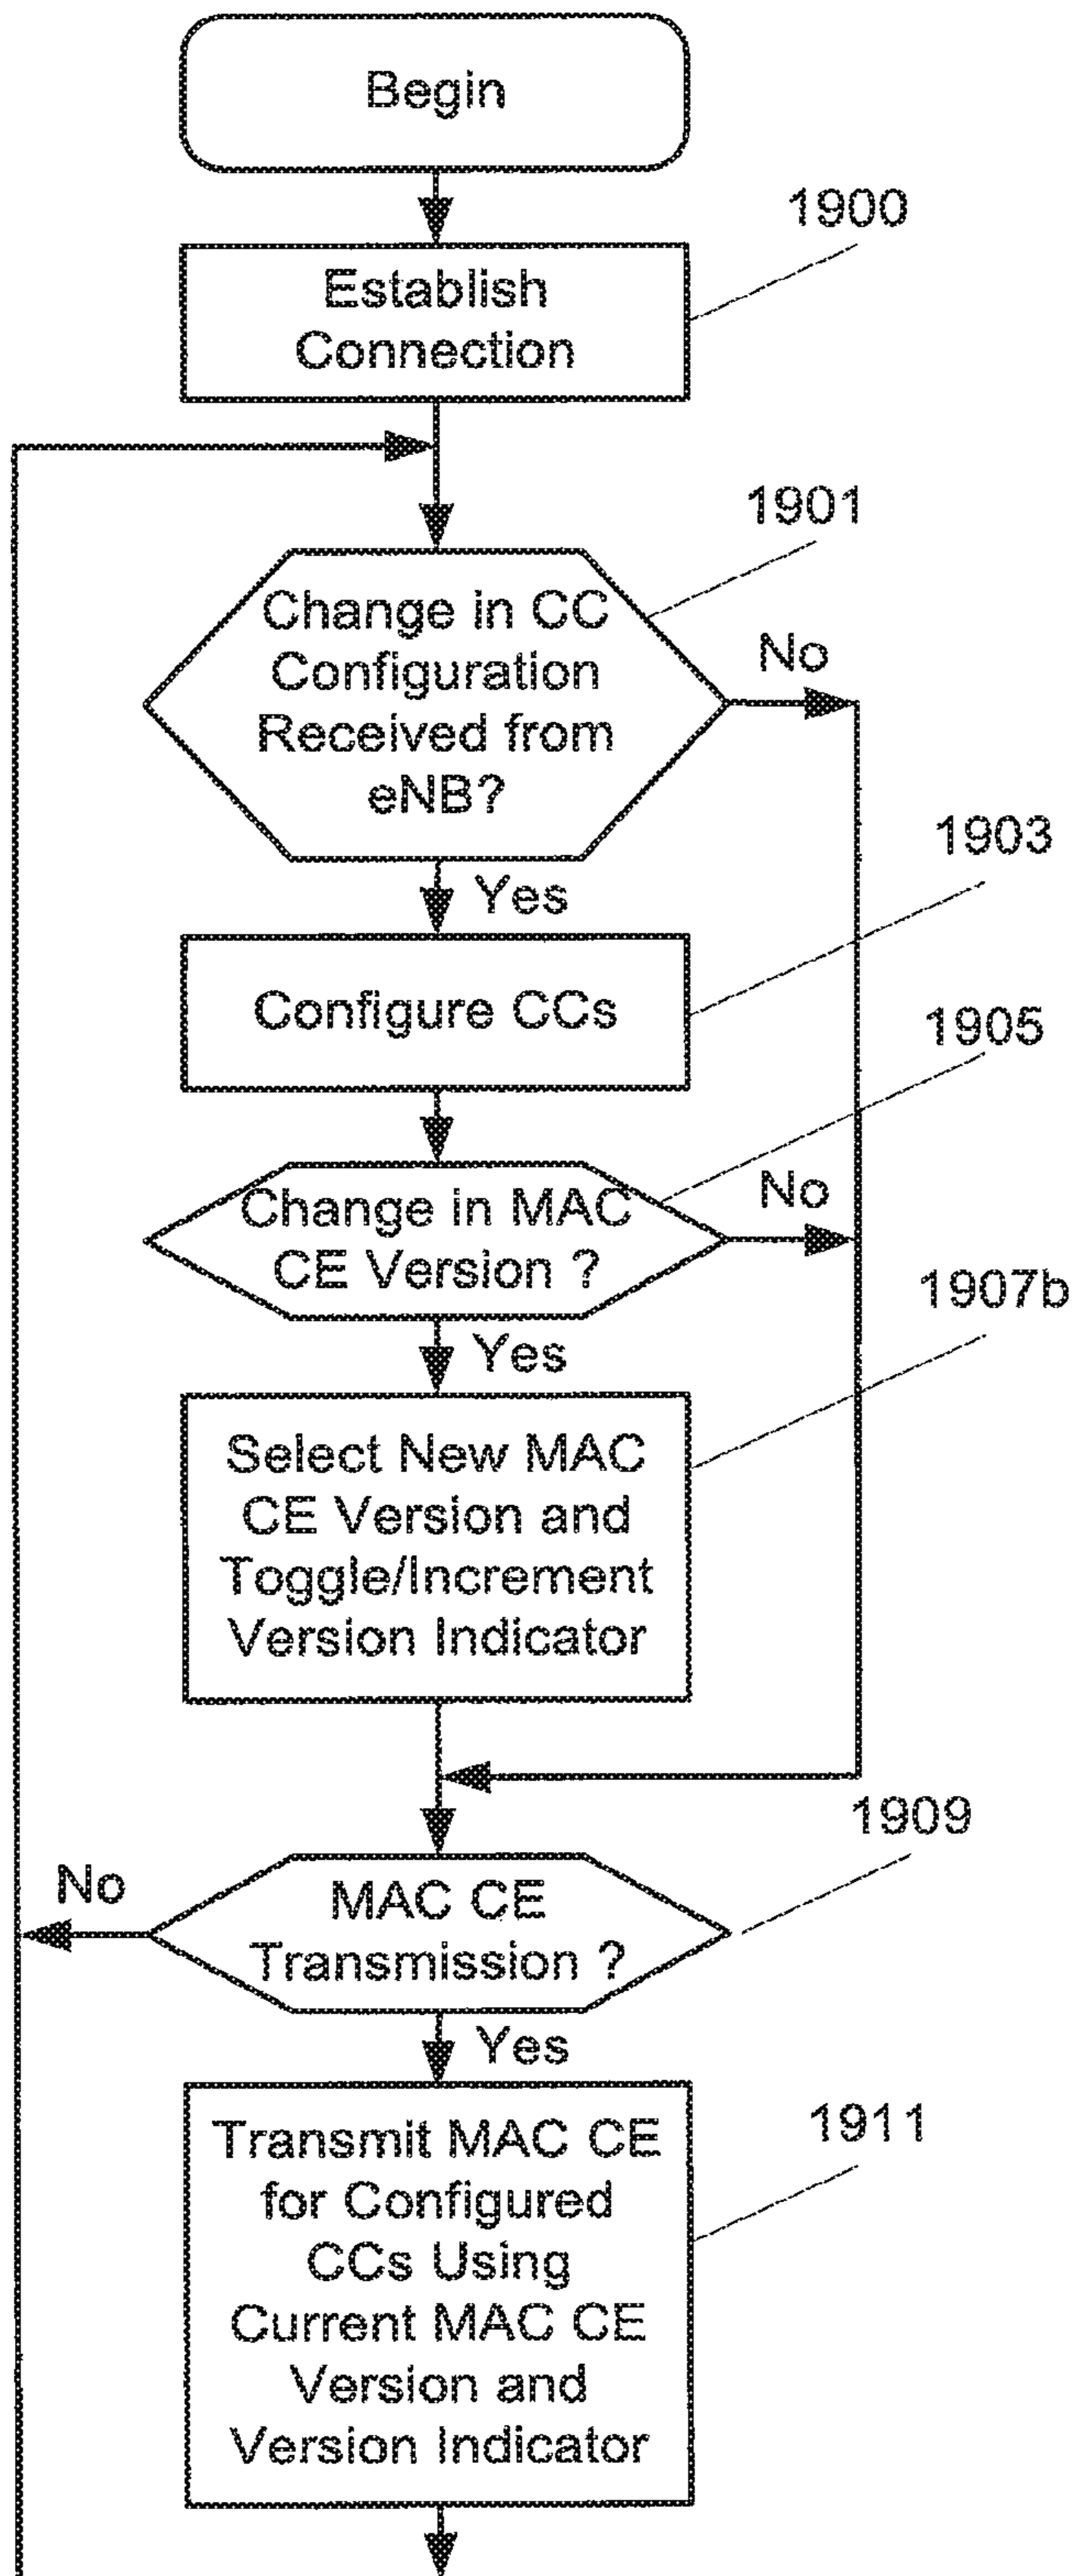 Begin
1900
Establish
Connection
1901
Change in CC
Configuration
Received from
eNB?
No
Yes
1903
Configure CCs
1905
Change in MAC
CE Version ?
No
Yes
1907b
Select New MAC
CE Version and
Toggle/Increment
Version Indicator
1909
MAC CE
Transmission ?
No
Yes
1911
Transmit MAC CE
for Configured
CCs Using
Current MAC CE
Version and
Version Indicator